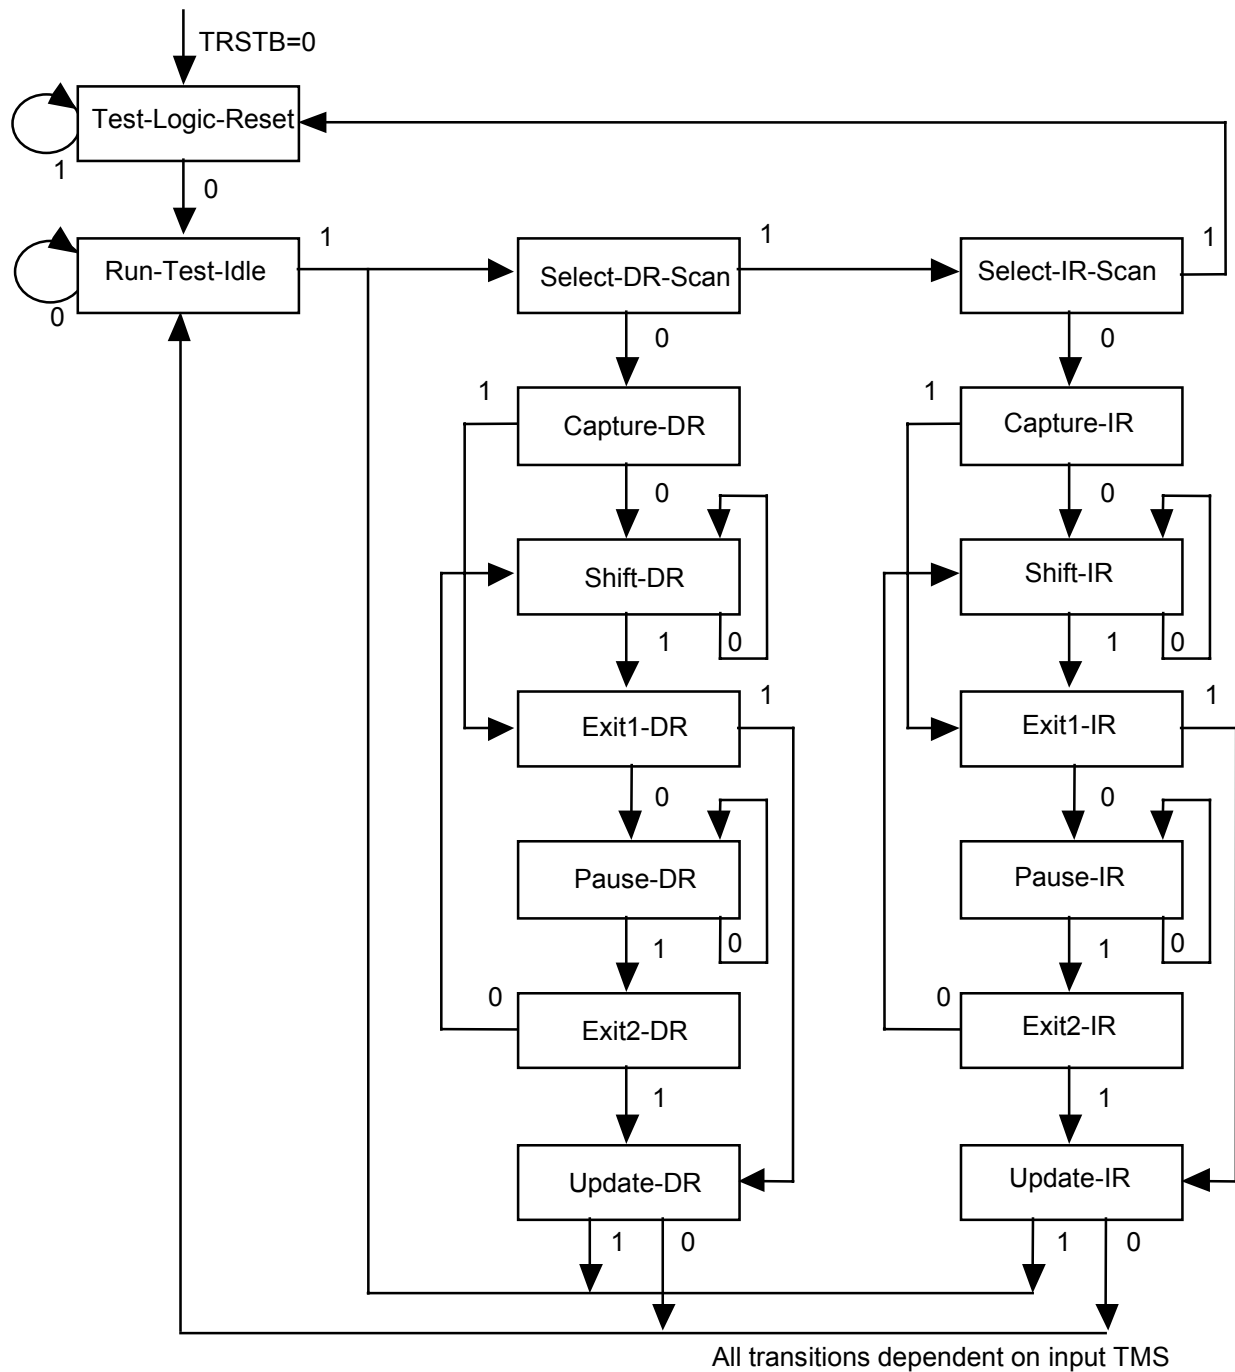 TRSTB=0
Test-Logic-Reset
1
0
Run-Test-Idle
1
0
Select-DR-Scan
1
Select-IR-Scan
1
0
0
1
Capture-DR
1
Capture-IR
0
0
Shift-DR
Shift-IR
1
0
1
0
Exit1-DR
1
Exit1-IR
1
0
0
Pause-DR
Pause-IR
1
0
1
0
0
Exit2-DR
0
Exit2-IR
1
1
Update-DR
Update-IR
1
0
1
0
All transitions dependent on input TMS